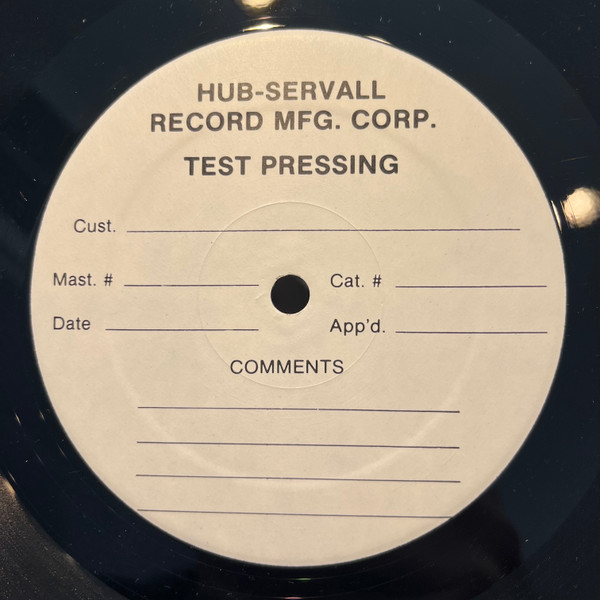 HUB-SERVALL
RECORD MFG. CORP.
TEST PRESSING
Cust.
Mast. # Cat. #
Date App'd.
COMMENTS